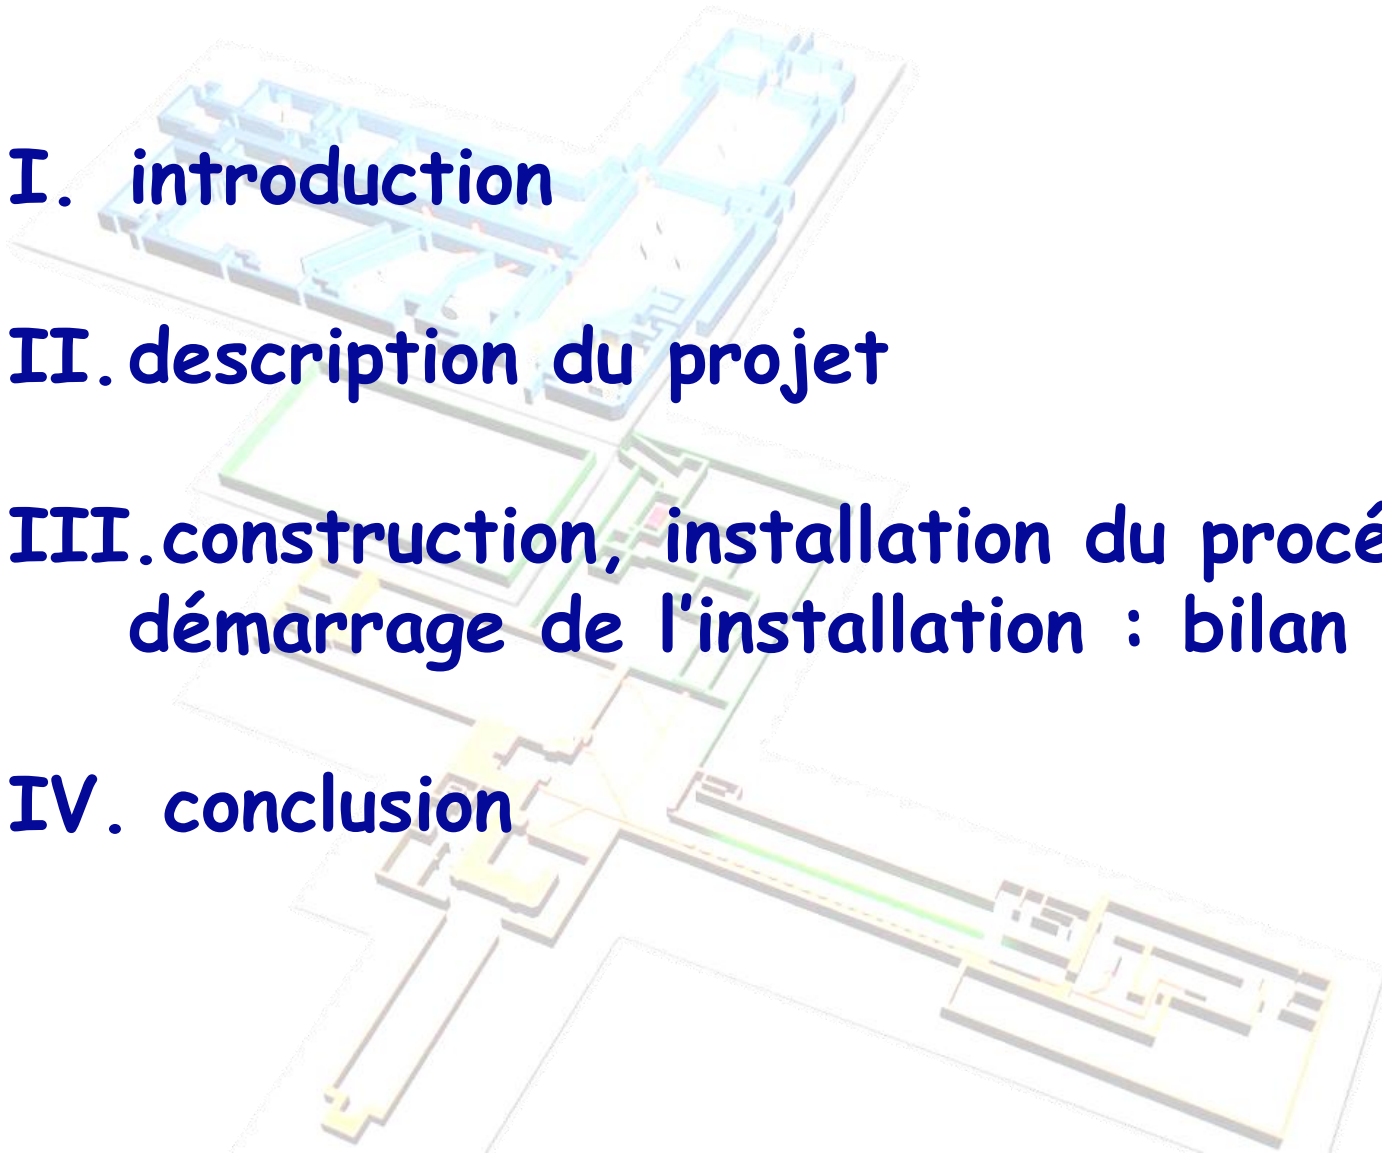 I. introduction
II. description du projet
III.construction, installation du procé
démarrage de l'installation : bilan
IV. conclusion